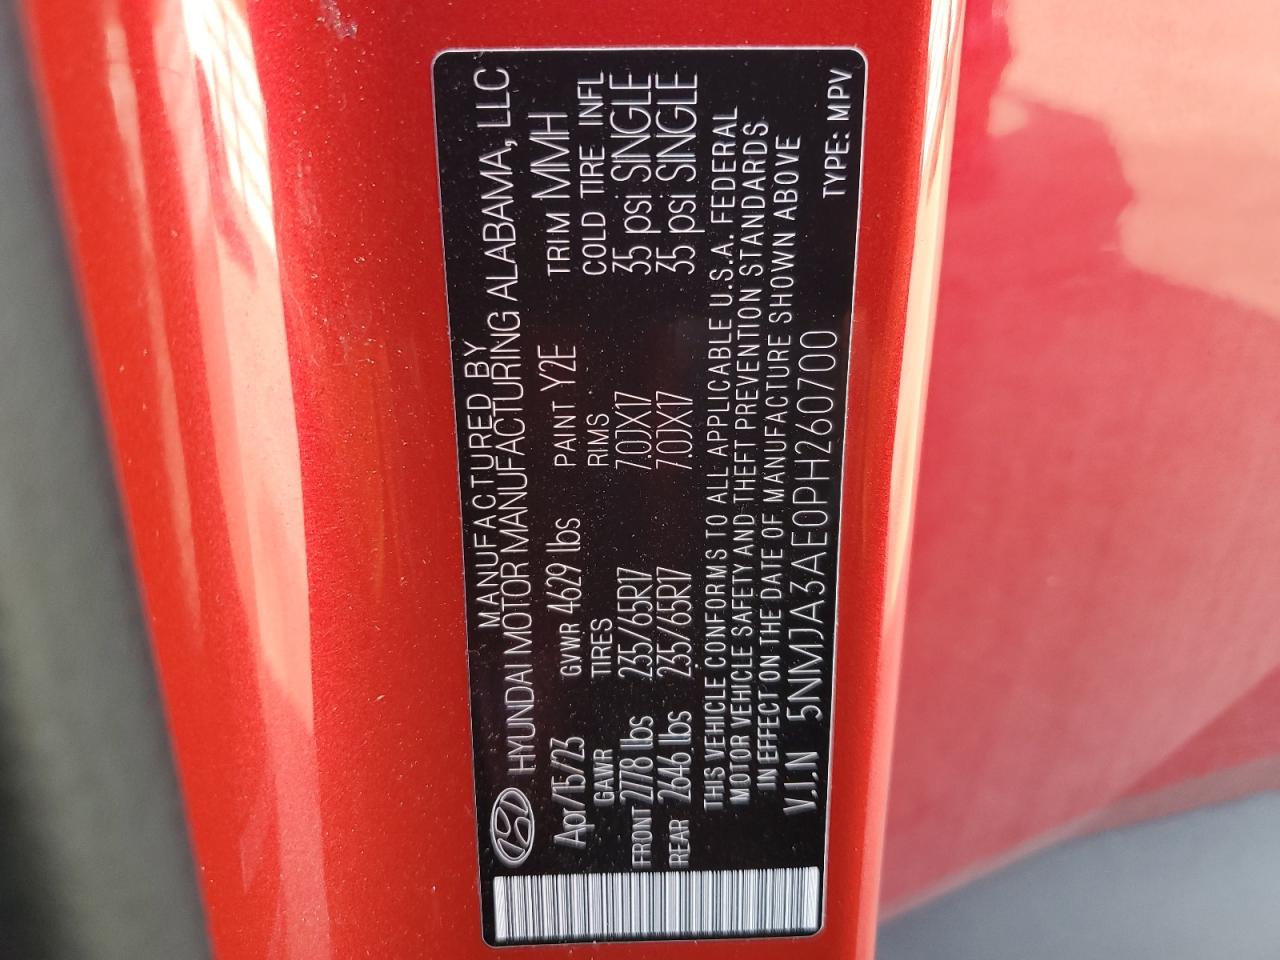 MANUFACTURED BY
HYUNDAI MOTOR MANUFACTURING ALABAMA, LLC
Apr/15/23 GVWR 4629 lbs PAINT Y2E TRIM MMH
GAWR TIRES RIMS COLD TIRE INFL
FRONT 2778 lbs 235/65R17 7.0JX17 35 psi SINGLE
REAR 2646 lbs 235/65R17 7.0JX17 35 psi SINGLE
THIS VEHICLE CONFORMS TO ALL APPLICABLE U.S.A. FEDERAL
MOTOR VEHICLE SAFETY AND THEFT PREVENTION STANDARDS
IN EFFECT ON THE DATE OF MANUFACTURE SHOWN ABOVE
V.I.N 5NMJA3AE0PH260700 TYPE: MPV